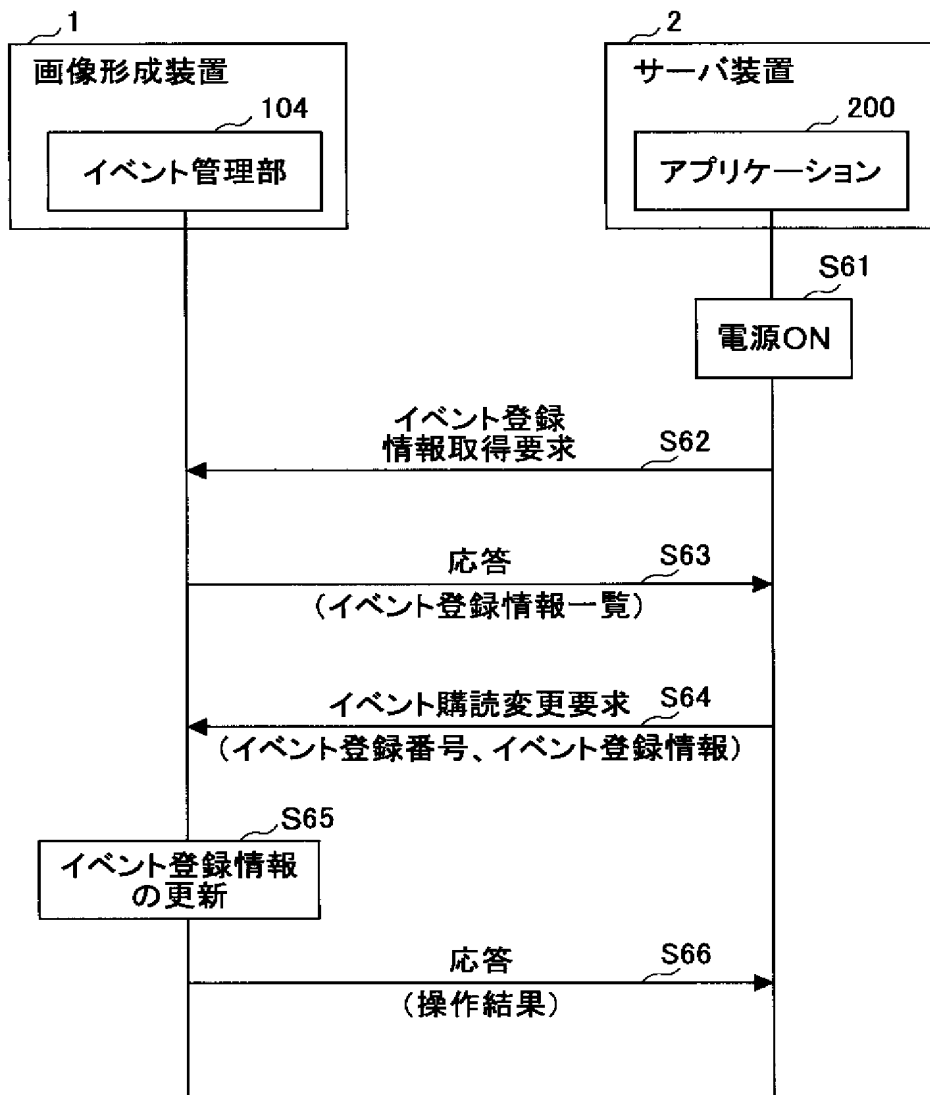 1
画像形成装置
104
イベント管理部
2
サーバ装置
200
アプリケーション
S61
電源ON
イベント登録
情報取得要求
S62
応答
S63
(イベント登録情報一覧)
イベント購読変更要求
S64
(イベント登録番号、イベント登録情報)
S65
イベント登録情報
の更新
応答
S66
(操作結果)